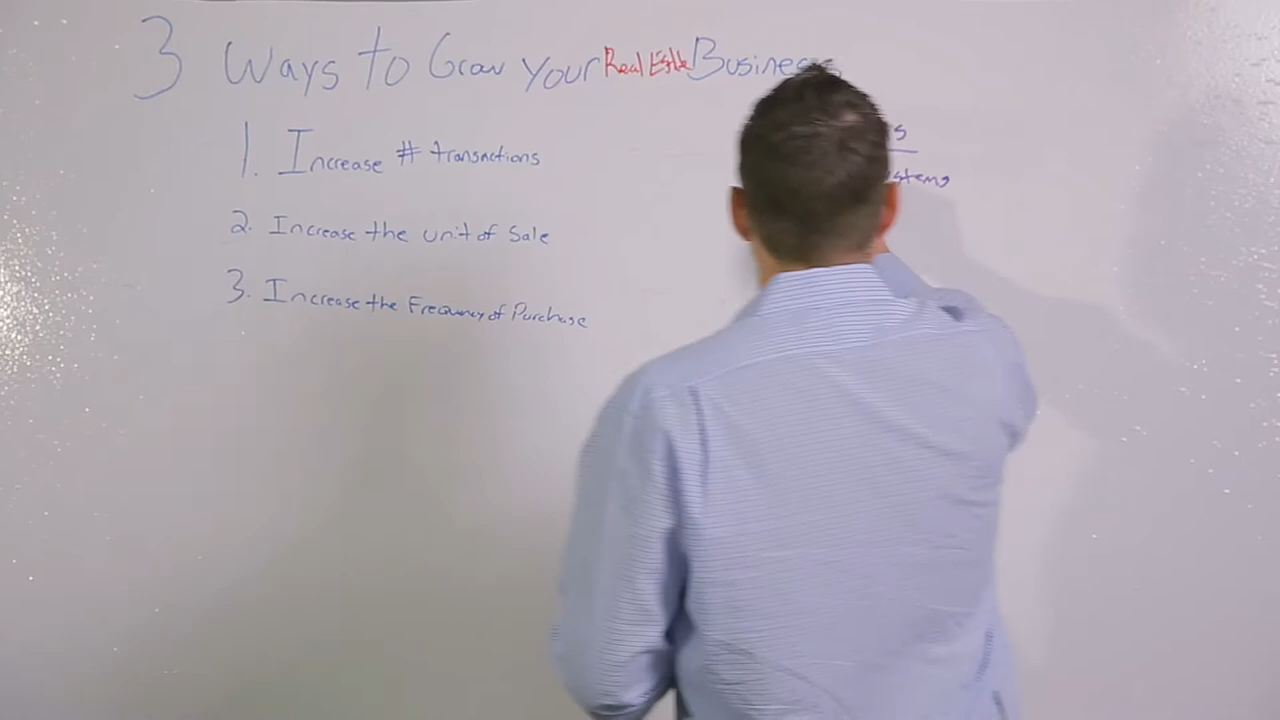 3 Ways to Grow Your Real Estate Business
1. Increase # transactions
2. Increase the unit of Sale
3. Increase the Frequency of Purchase